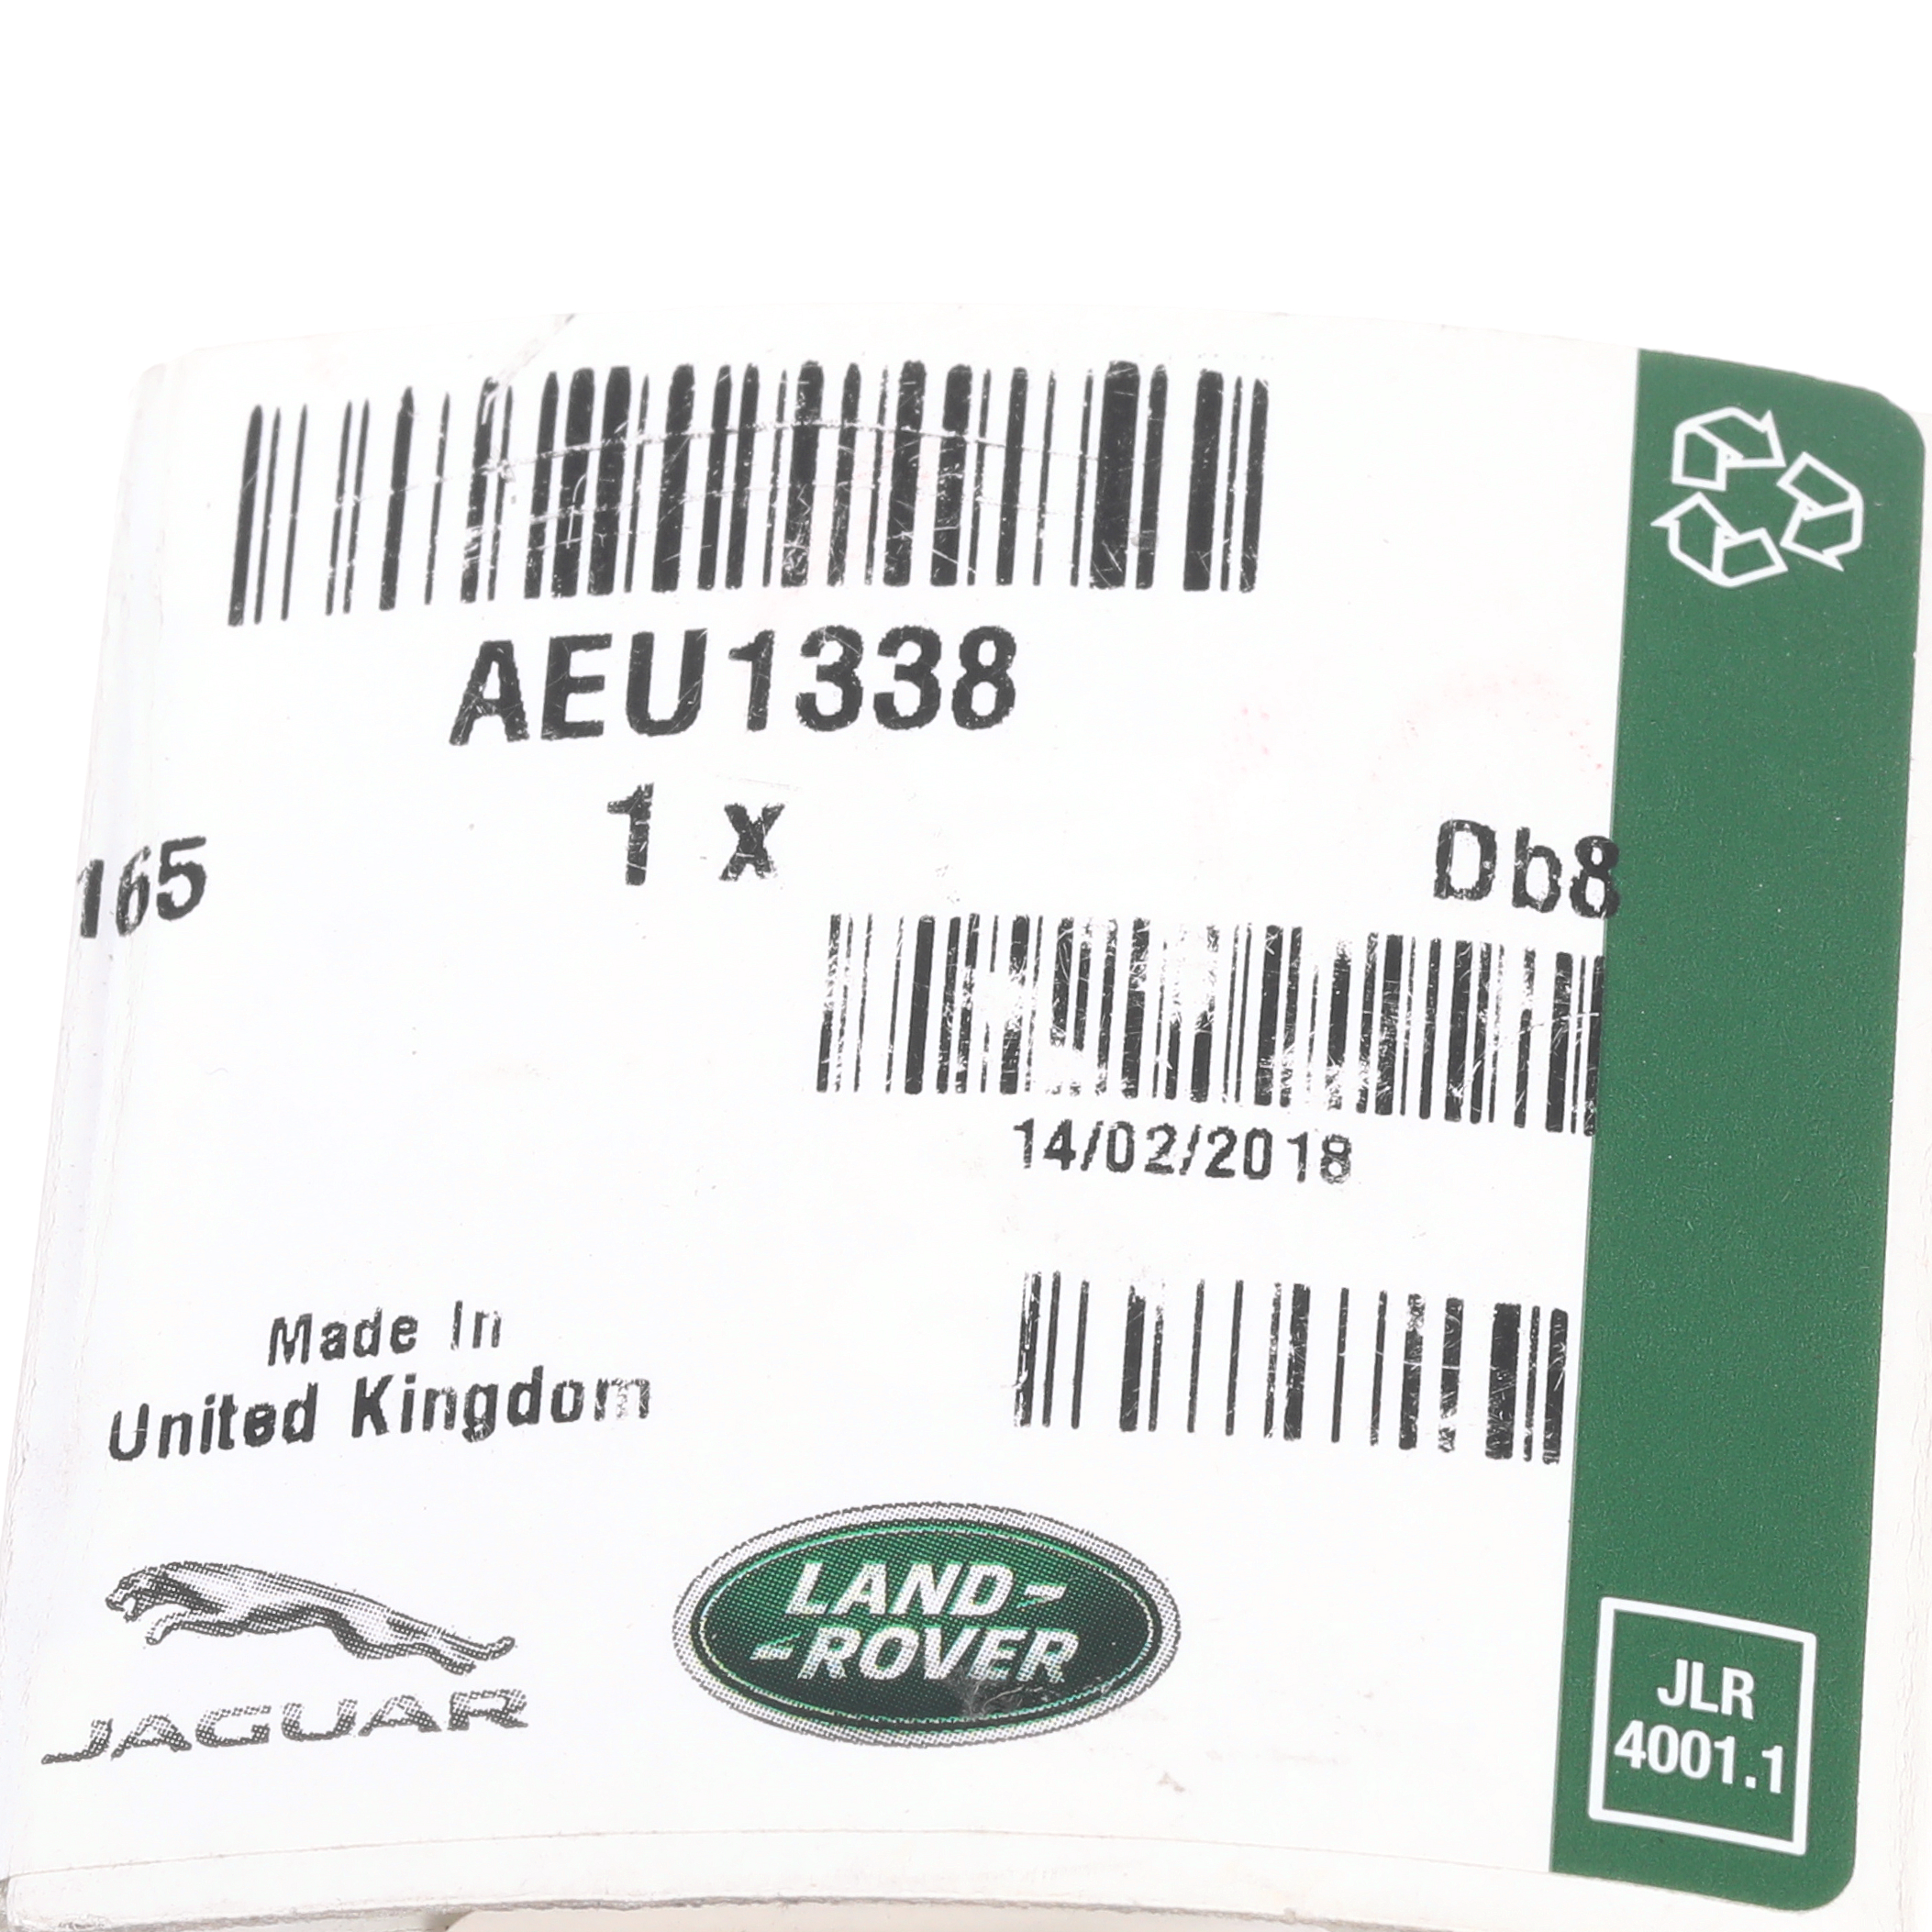 AEU1338
1 x
165
Db8
14/02/2018
Made In
United Kingdom
JAGUAR
LAND
ROVER
JLR
4001.1